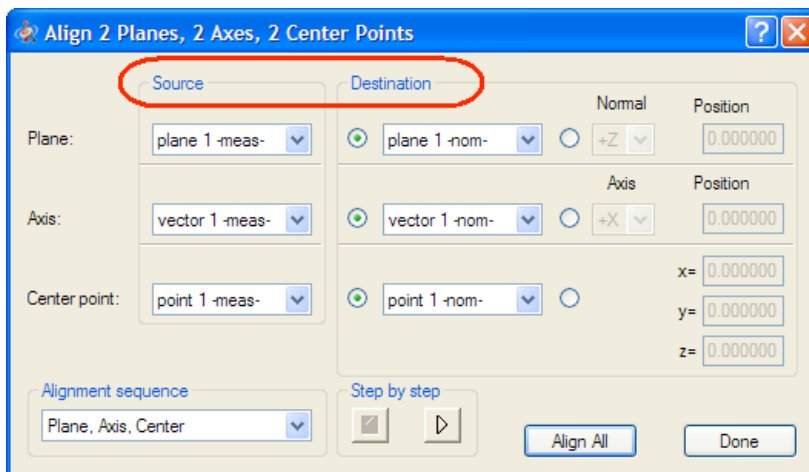 Align 2 Planes, 2 Axes, 2 Center Points
Source Destination
Normal Position
Plane: plane 1 -meas- plane 1 -nom- +Z 0.000000
Axis Position
Axis: vector 1 -meas- vector 1 -nom- +X 0.000000
x= 0.000000
Center point: point 1 -meas- point 1 -nom-
y= 0.000000
z= 0.000000
Alignment sequence Step by step
Plane, Axis, Center Align All Done